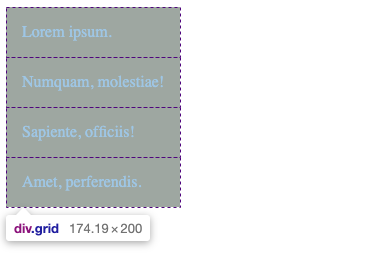 Lorem ipsum.
Numquam, molestiae!
Sapiente, officiis!
Amet, perferendis.
div.grid 174.19 × 200